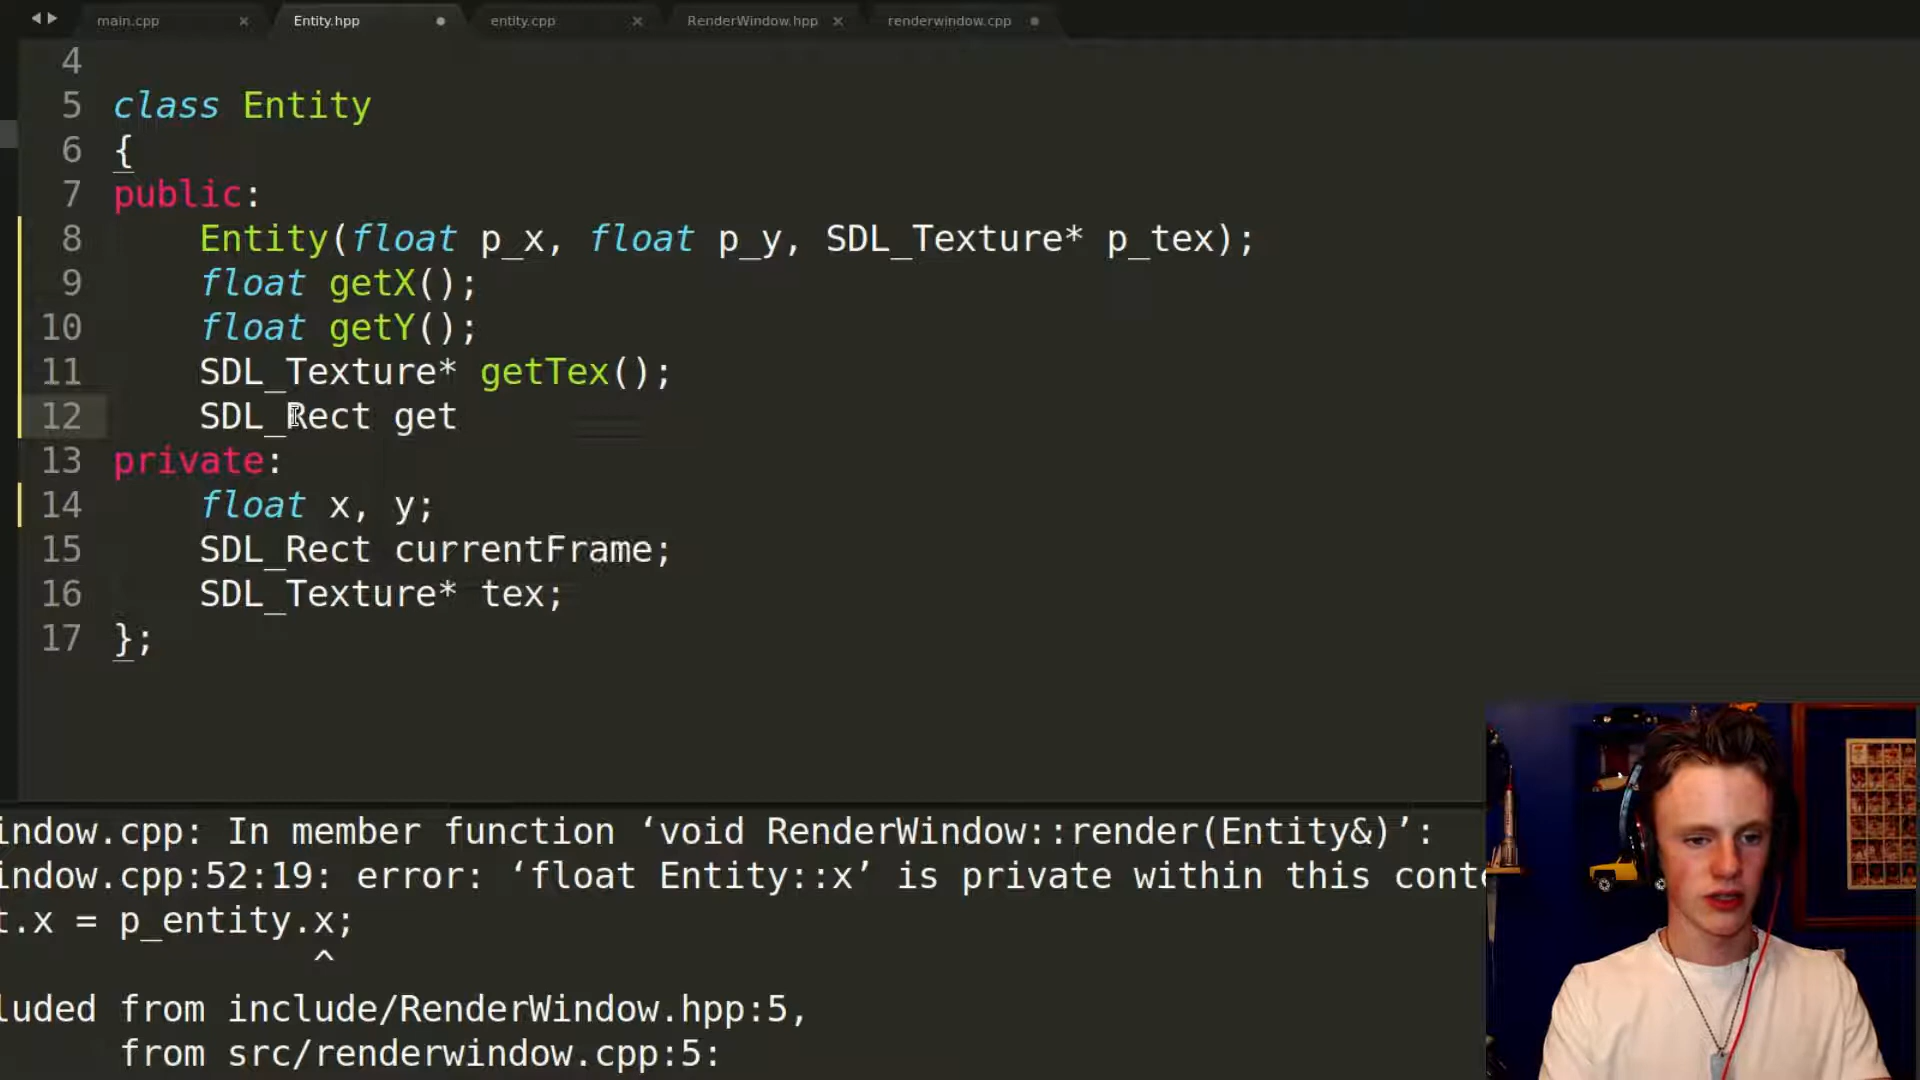 main.cpp Entity.hpp entity.cpp RenderWindow.hpp renderwindow.cpp
4
5 class Entity
6 {
7 public:
8 Entity(float p_x, float p_y, SDL_Texture* p_tex);
9 float getX();
10 float getY();
11 SDL_Texture* getTex();
12 SDL_Rect get
13 private:
14 float x, y;
15 SDL_Rect currentFrame;
16 SDL_Texture* tex;
17 };
indow.cpp: In member function ‘void RenderWindow::render(Entity&)’:
indow.cpp:52:19: error: ‘float Entity::x’ is private within this conte
t.x = p_entity.x;
^
luded from include/RenderWindow.hpp:5,
from src/renderwindow.cpp:5: